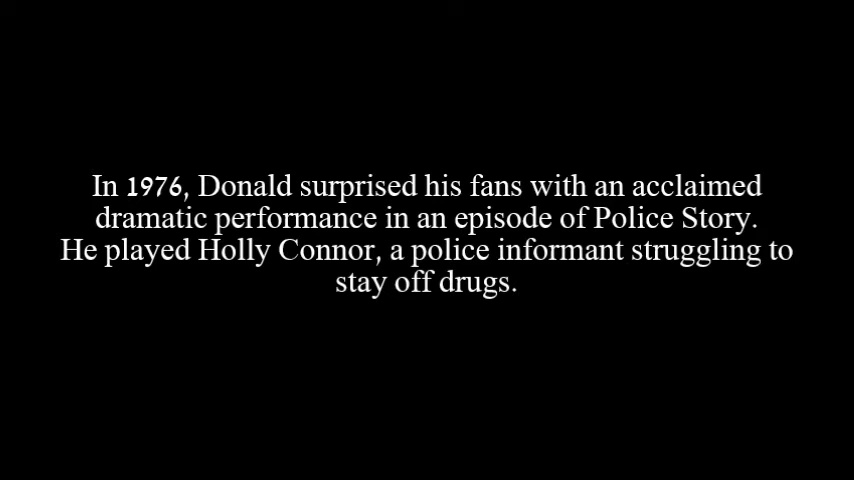 In 1976, Donald surprised his fans with an acclaimed
dramatic performance in an episode of Police Story.
He played Holly Connor, a police informant struggling to
stay off drugs.